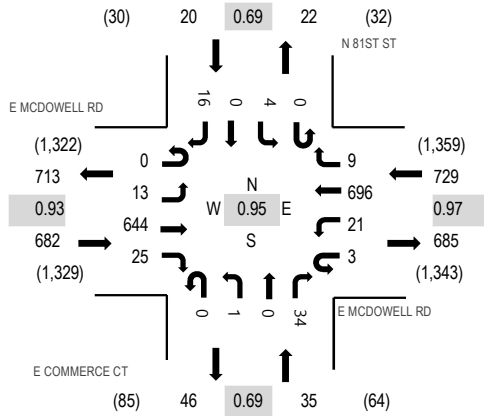 (30) 20 0.69 22 (32)
N 81ST ST
E MCDOWELL RD
16 0 4 0
(1,322) (1,359)
713 0 9 729
0.93 13 696 0.97
N
W 0.95 E
S
682 644 21 685
(1,329) 25 3 (1,343)
0 1 0 34
E MCDOWELL RD
E COMMERCE CT
(85) 46 0.69 35 (64)